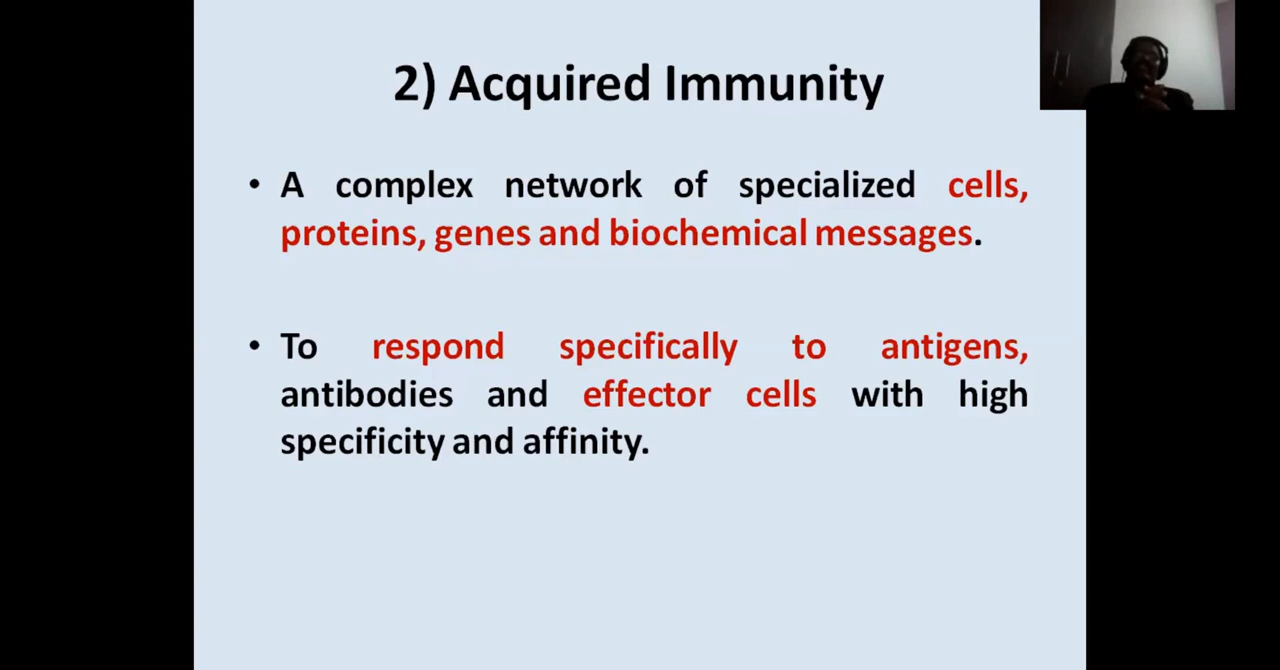 2) Acquired Immunity
• A complex network of specialized cells,
proteins, genes and biochemical messages.
• To respond specifically to antigens,
antibodies and effector cells with high
specificity and affinity.